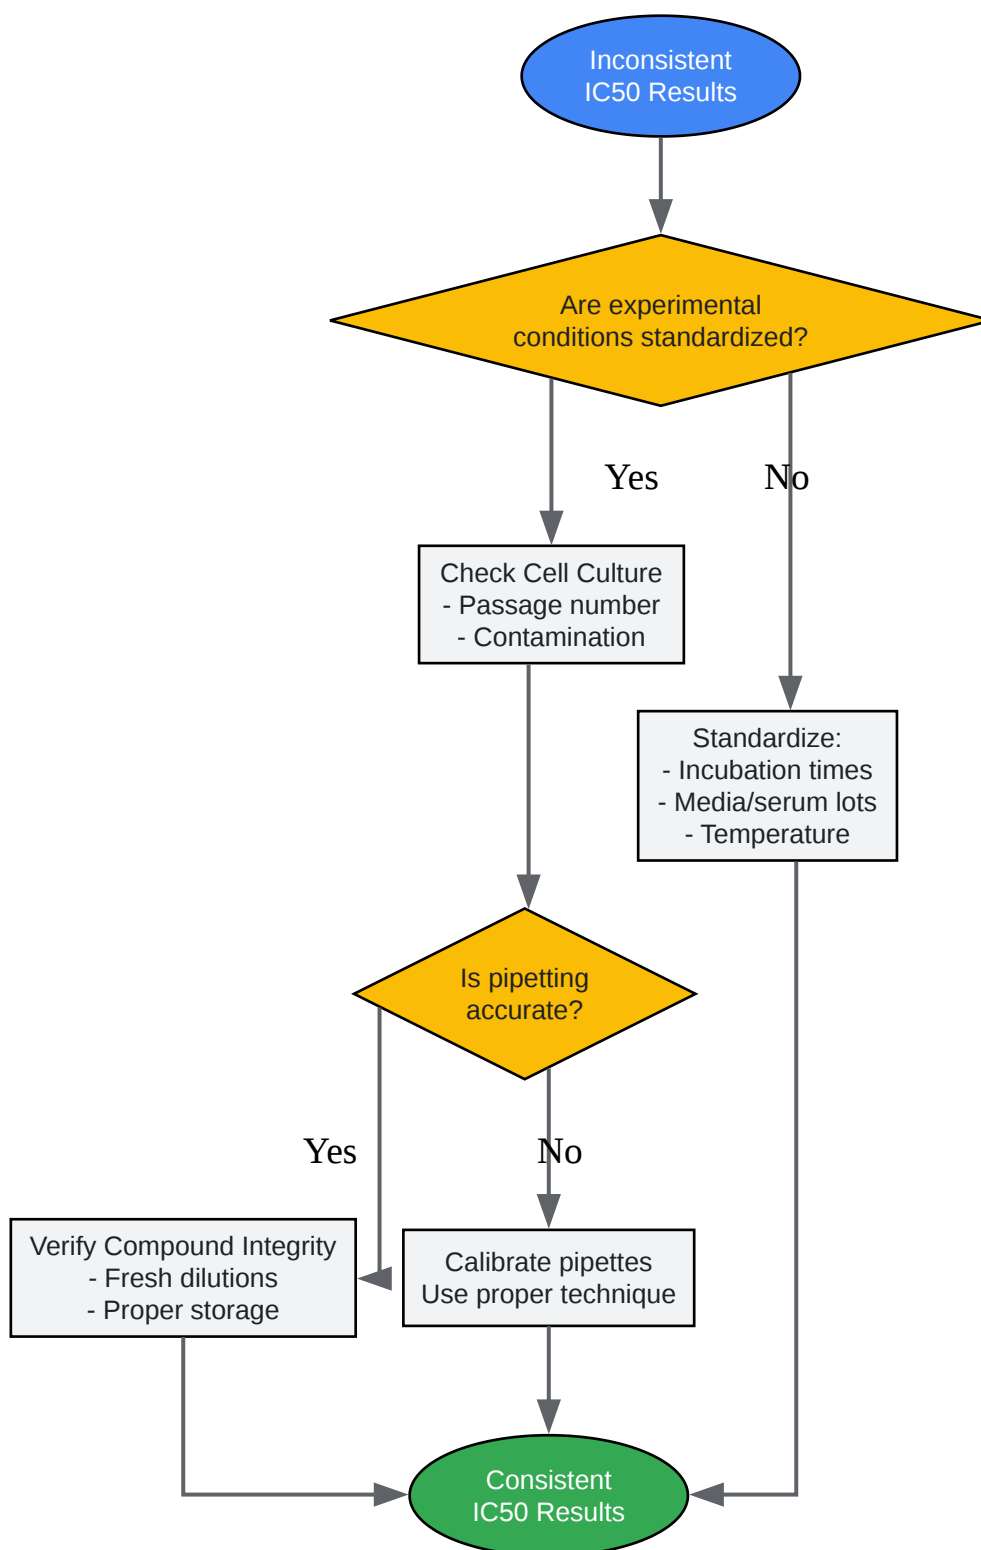 Inconsistent
IC50 Results
Are experimental
conditions standardized?
Yes
No
Check Cell Culture
- Passage number
- Contamination
Standardize:
- Incubation times
- Media/serum lots
- Temperature
Is pipetting
accurate?
Yes
No
Verify Compound Integrity
- Fresh dilutions
- Proper storage
Calibrate pipettes
Use proper technique
Consistent
IC50 Results